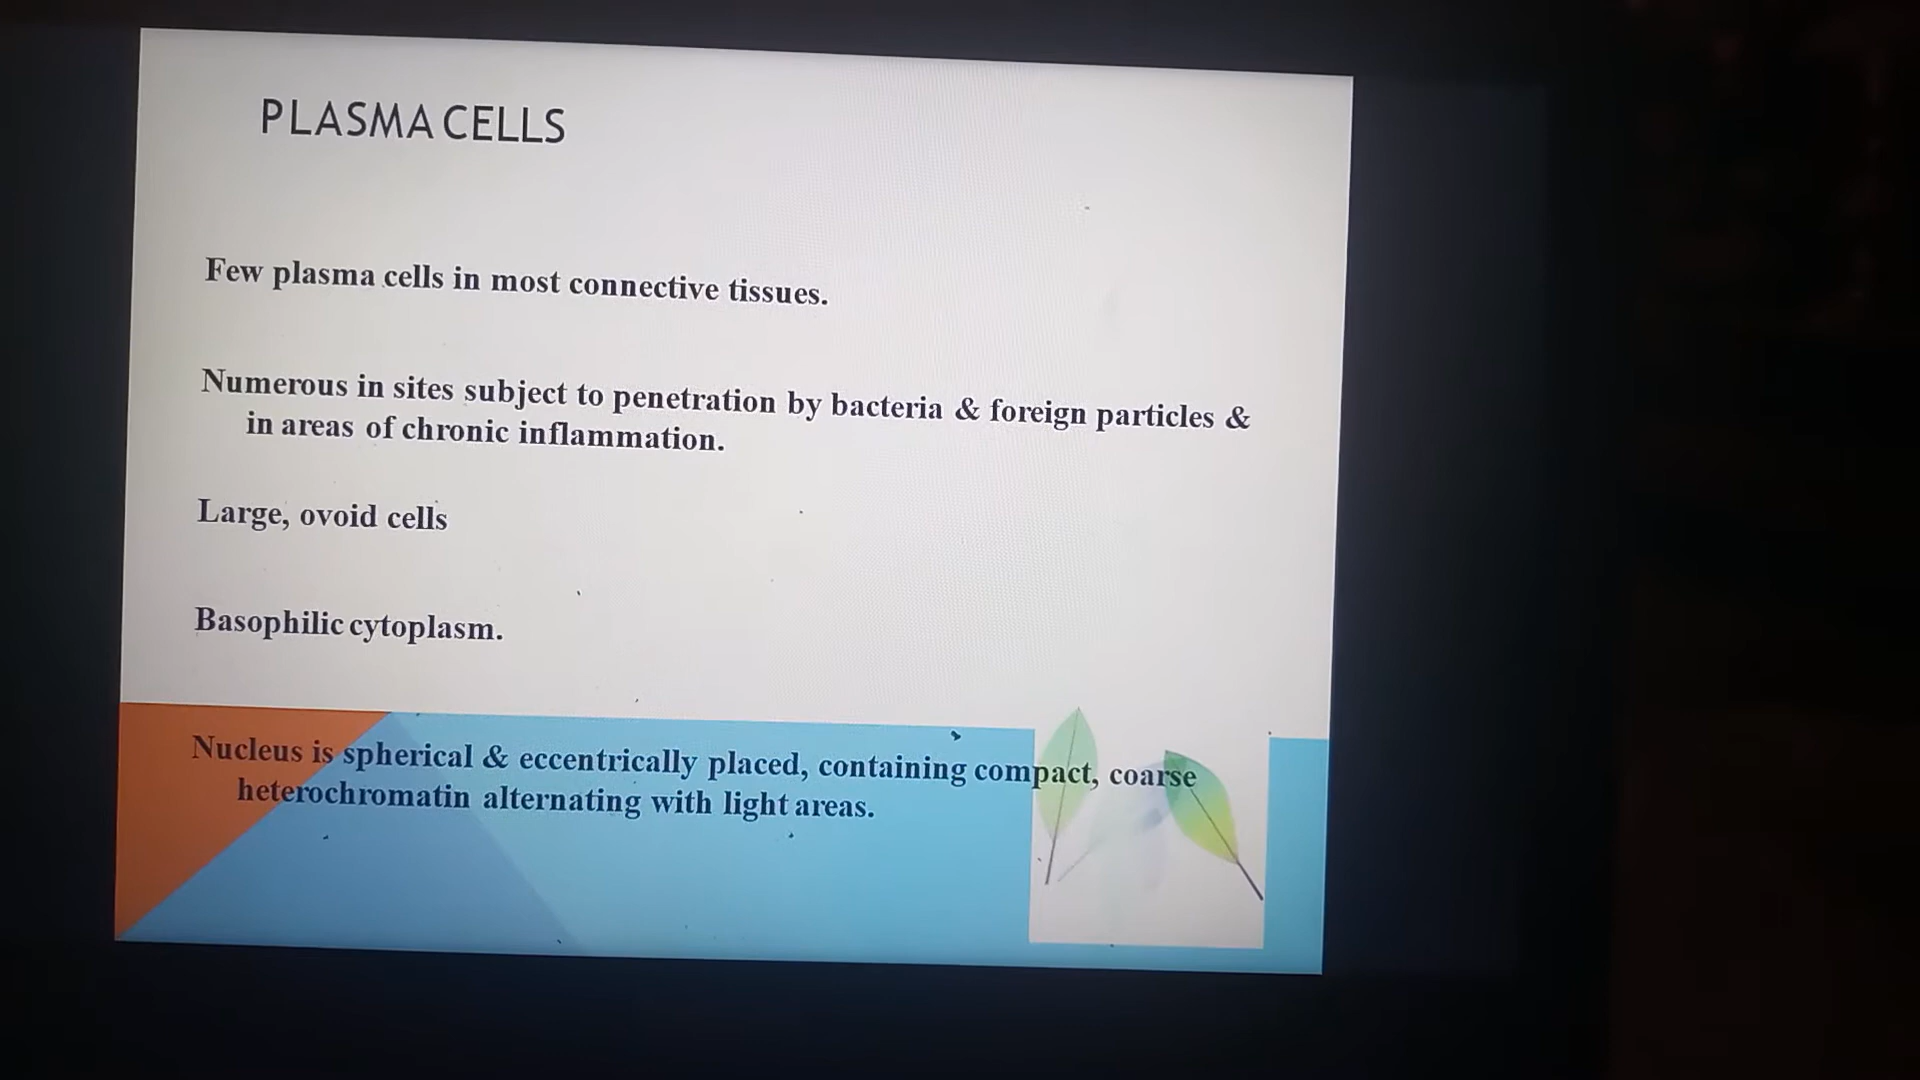 PLASMA CELLS
Few plasma cells in most connective tissues.
Numerous in sites subject to penetration by bacteria & foreign particles &
in areas of chronic inflammation.
Large, ovoid cells
Basophilic cytoplasm.
Nucleus is spherical & eccentrically placed, containing compact, coarse
heterochromatin alternating with light areas.